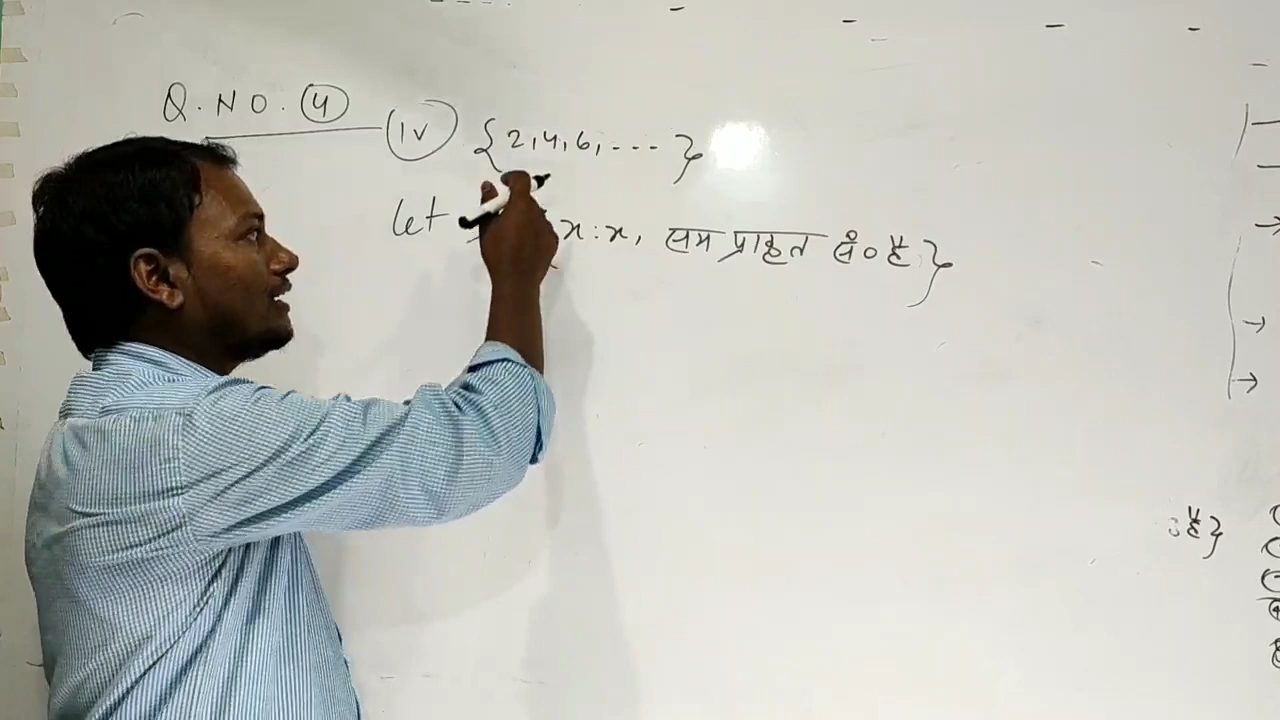 Q. NO. 4
(iv) {2,4,6, --- }
Let x:x, सम प्राकृत सं० है}
है}